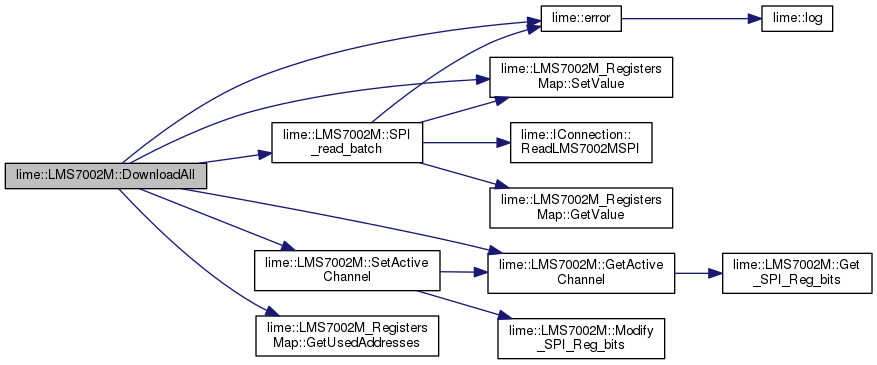 lime::error
lime::log
lime::LMS7002M_Registers
Map::SetValue
lime::LMS7002M::SPI
_read_batch
lime::IConnection::
ReadLMS7002MSPI
lime::LMS7002M::DownloadAll
lime::LMS7002M_Registers
Map::GetValue
lime::LMS7002M::SetActive
Channel
lime::LMS7002M::GetActive
Channel
lime::LMS7002M::Get
_SPI_Reg_bits
lime::LMS7002M_Registers
Map::GetUsedAddresses
lime::LMS7002M::Modify
_SPI_Reg_bits